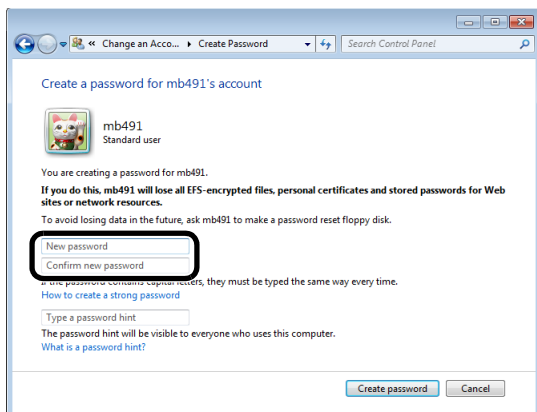 « Change an Acco... ▸ Create Password
Search Control Panel
Create a password for mb491's account
mb491
Standard user
You are creating a password for mb491.
If you do this, mb491 will lose all EFS-encrypted files, personal certificates and stored passwords for Web
sites or network resources.
To avoid losing data in the future, ask mb491 to make a password reset floppy disk.
New password
Confirm new password
If the password contains capital letters, they must be typed the same way every time.
How to create a strong password
Type a password hint
The password hint will be visible to everyone who uses this computer.
What is a password hint?
Create password
Cancel